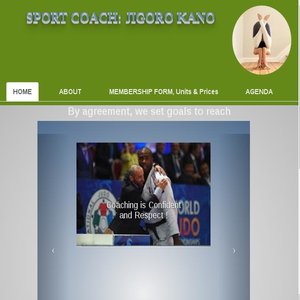 SPORT COACH: JIGORO KANO
HOME ABOUT MEMBERSHIP FORM, Units & Prices AGENDA
By agreement, we set goals to reach
Coaching is Confident
and Respect !
WORLD
JUDO
CHAMPIONSHIPS